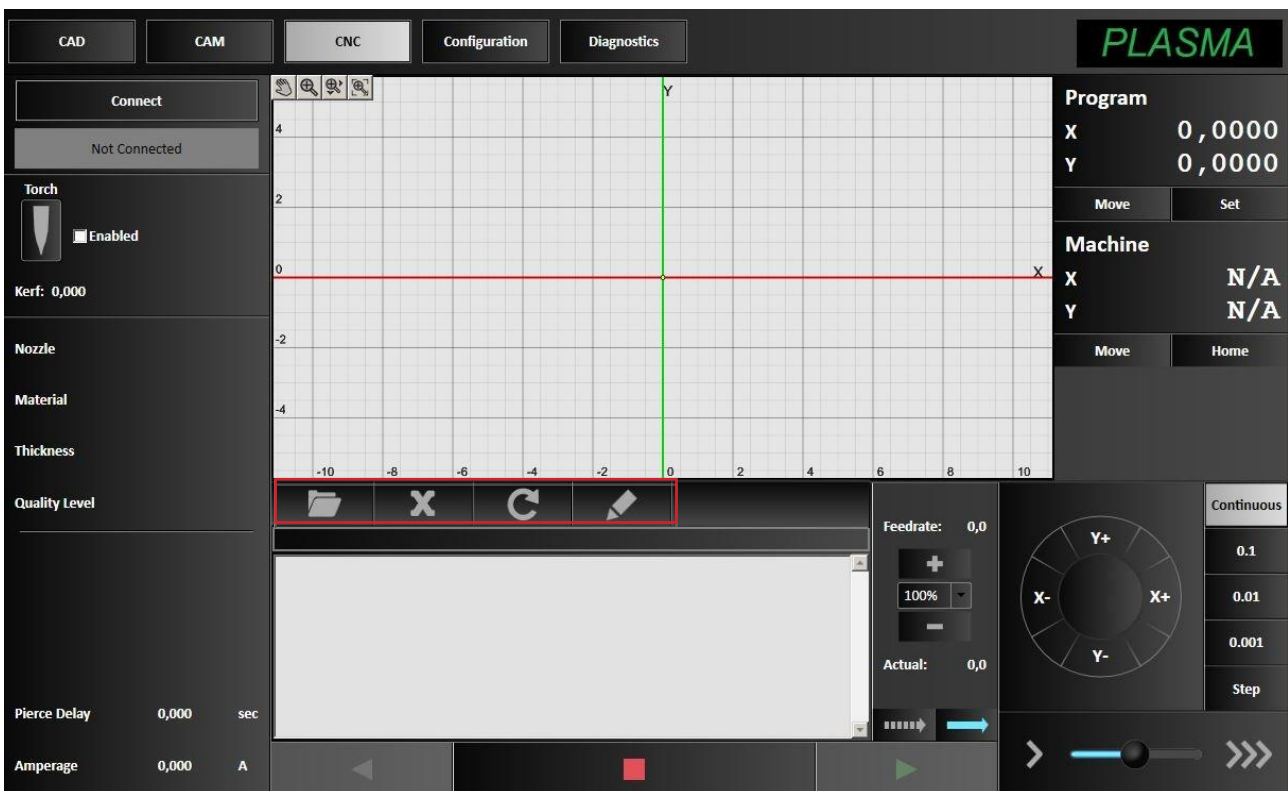 CAD CAM CNC Configuration Diagnostics PLASMA
Connect
Not Connected
Torch
Enabled
Kerf: 0,000
Nozzle
Material
Thickness
Quality Level
Pierce Delay 0,000 sec
Amperage 0,000 A
Y
4
2
0
X
-2
-4
-10 -8 -6 -4 -2 0 2 4 6 8 10
Feedrate: 0,0
100%
Actual: 0,0
Program
X 0,0000
Y 0,0000
Move Set
Machine
X N/A
Y N/A
Move Home
Y+
X- X+
Y-
Continuous
0.1
0.01
0.001
Step